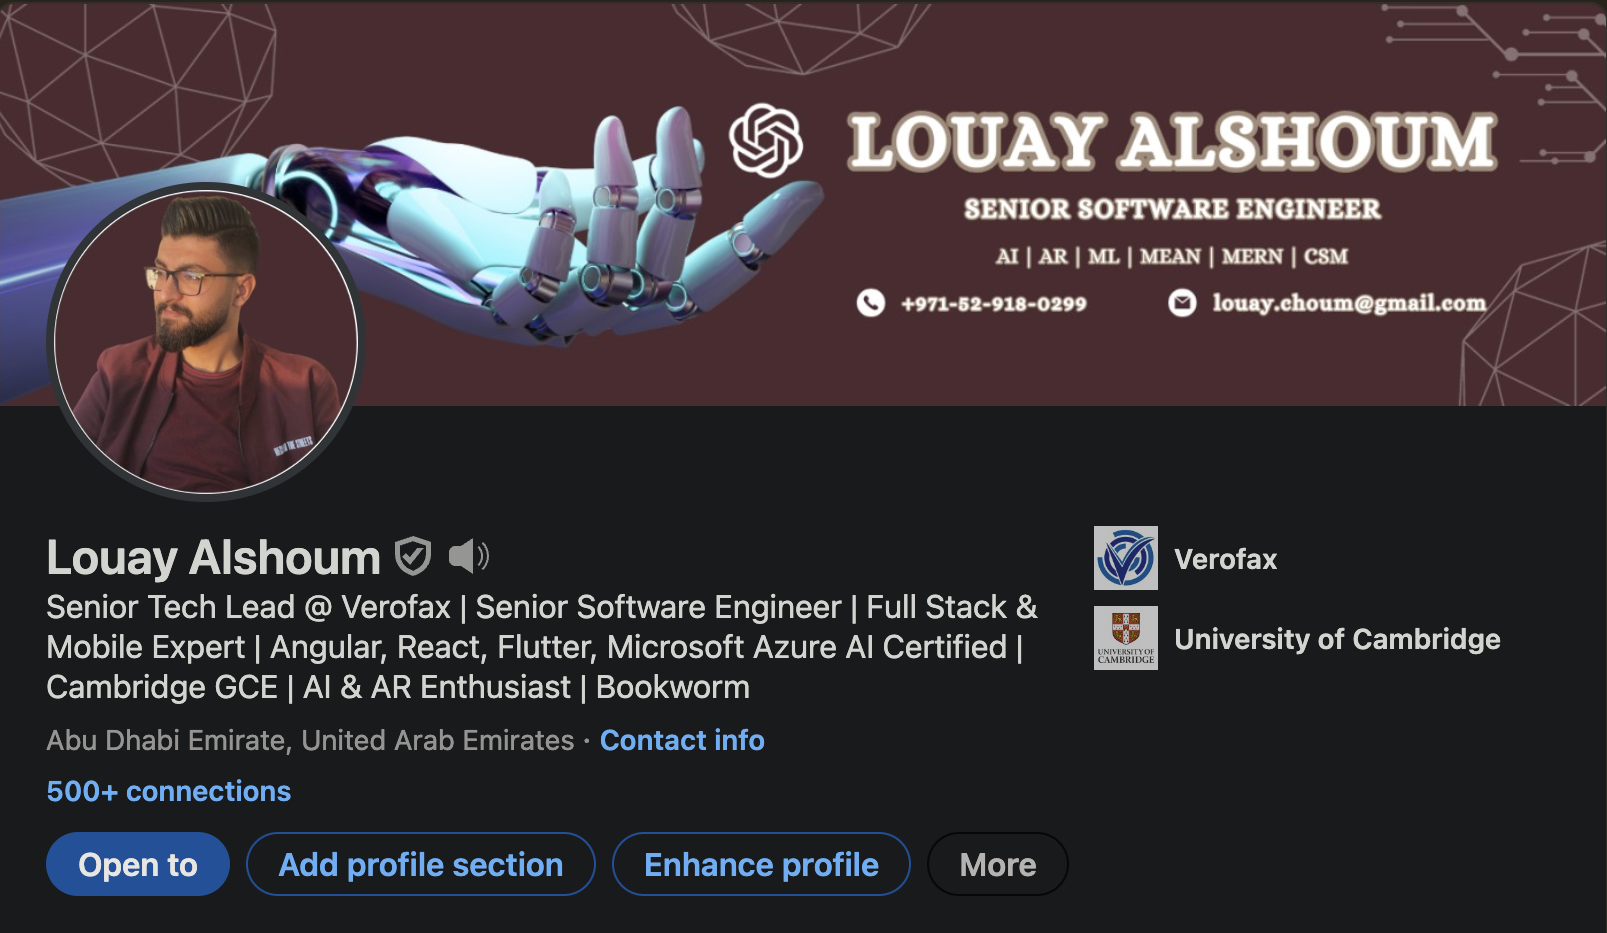 LOUAY ALSHOUM
SENIOR SOFTWARE ENGINEER
AI | AR | ML | MEAN | MERN | CSM
+971-52-918-0299
louay.choum@gmail.com
Louay Alshoum
Senior Tech Lead @ Verofax | Senior Software Engineer | Full Stack &
Mobile Expert | Angular, React, Flutter, Microsoft Azure AI Certified |
Cambridge GCE | AI & AR Enthusiast | Bookworm
Abu Dhabi Emirate, United Arab Emirates · Contact info
500+ connections
Open to
Add profile section
Enhance profile
More
Verofax
UNIVERSITY OF
CAMBRIDGE
University of Cambridge